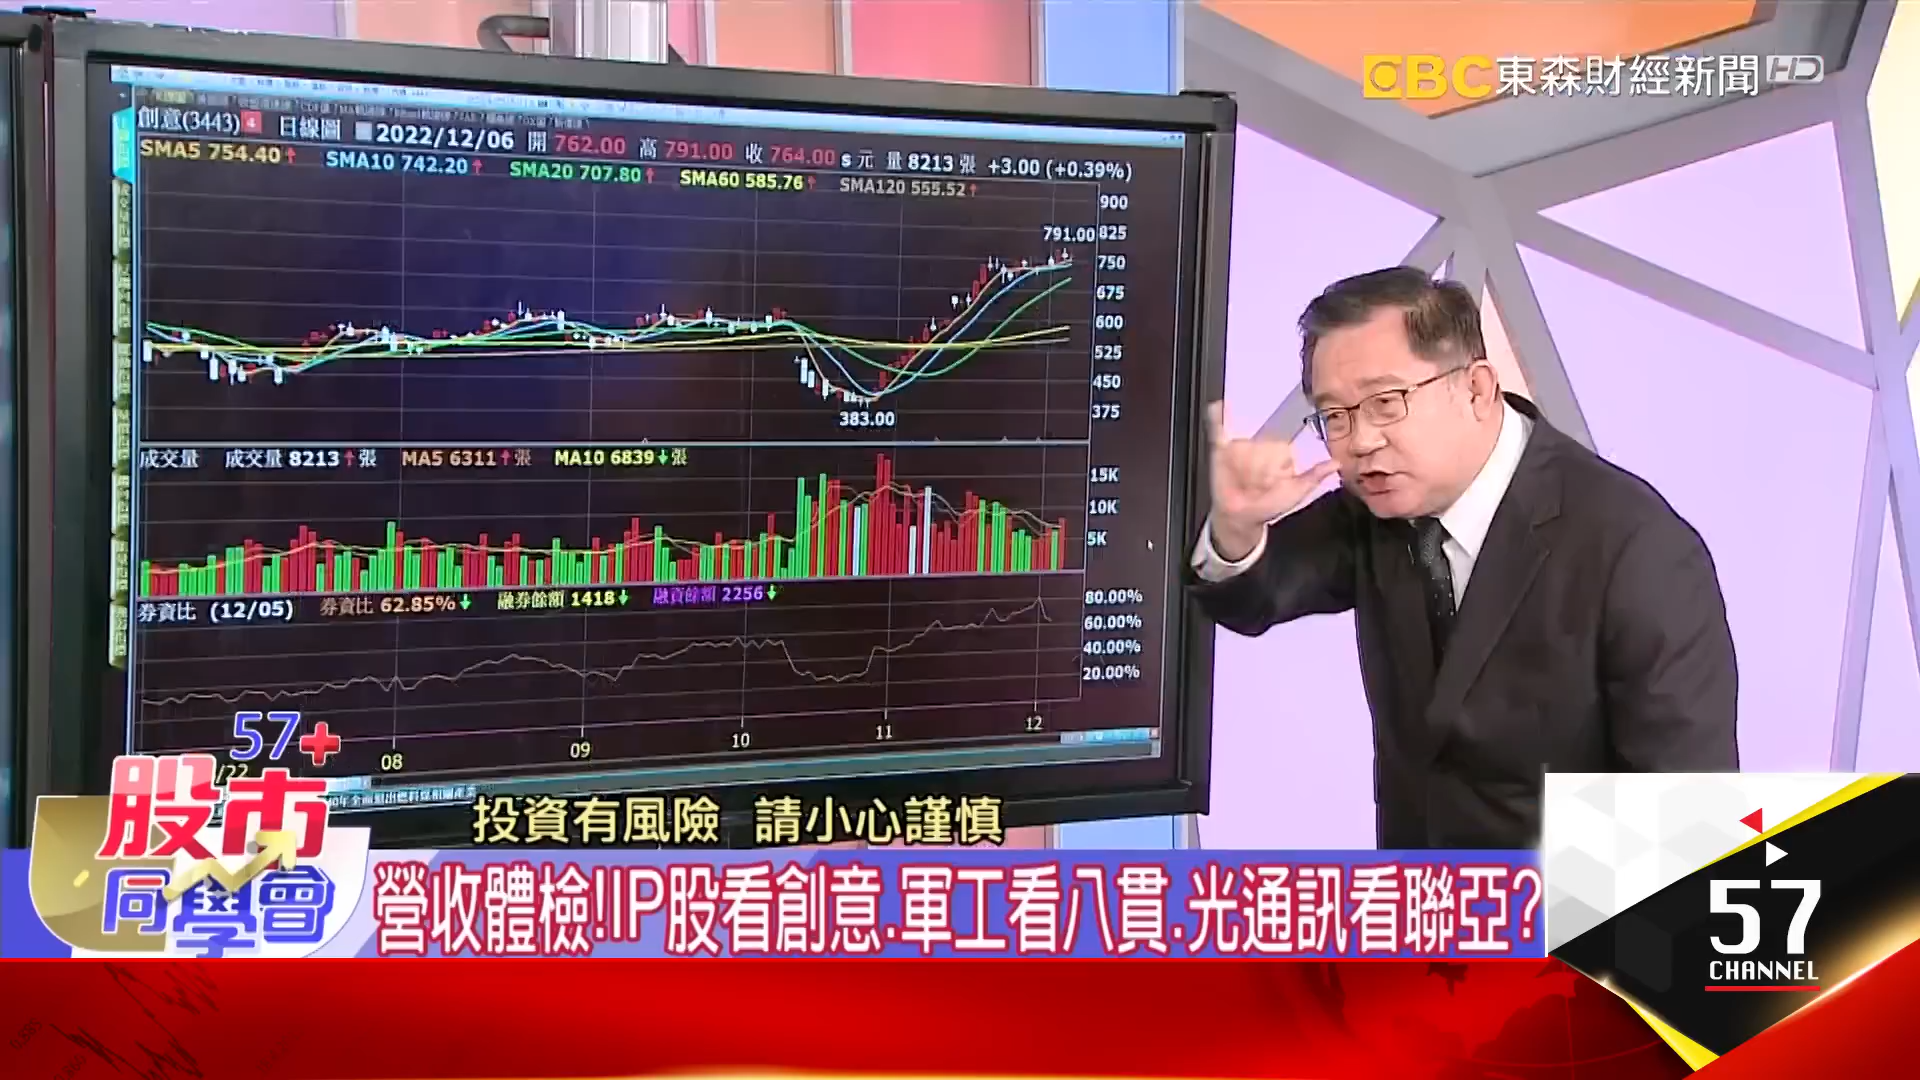 EBC 東森財經新聞 HD
創意(3443) 4 日線圖 2022/12/06 開 762.00 高 791.00 收 764.00 s 元 量 8213 張 +3.00 (+0.39%)
SMA5 754.40↑ SMA10 742.20↑ SMA20 707.80↑ SMA60 585.76↑ SMA120 555.52↑
900
791.00
825
750
675
600
525
450
383.00
375
成交量 成交量 8213↑張 MA5 6311↑張 MA10 6839↓張
15K
10K
5K
券資比 (12/05) 券資比 62.85%↓ 融券餘額 1418↓ 融資餘額 2256↓
80.00%
60.00%
40.00%
20.00%
/22 08 09 10 11 12
57+
股市
同學會
投資有風險 請小心謹慎
營收體檢!IP股看創意.軍工看八貫.光通訊看聯亞?
57
CHANNEL